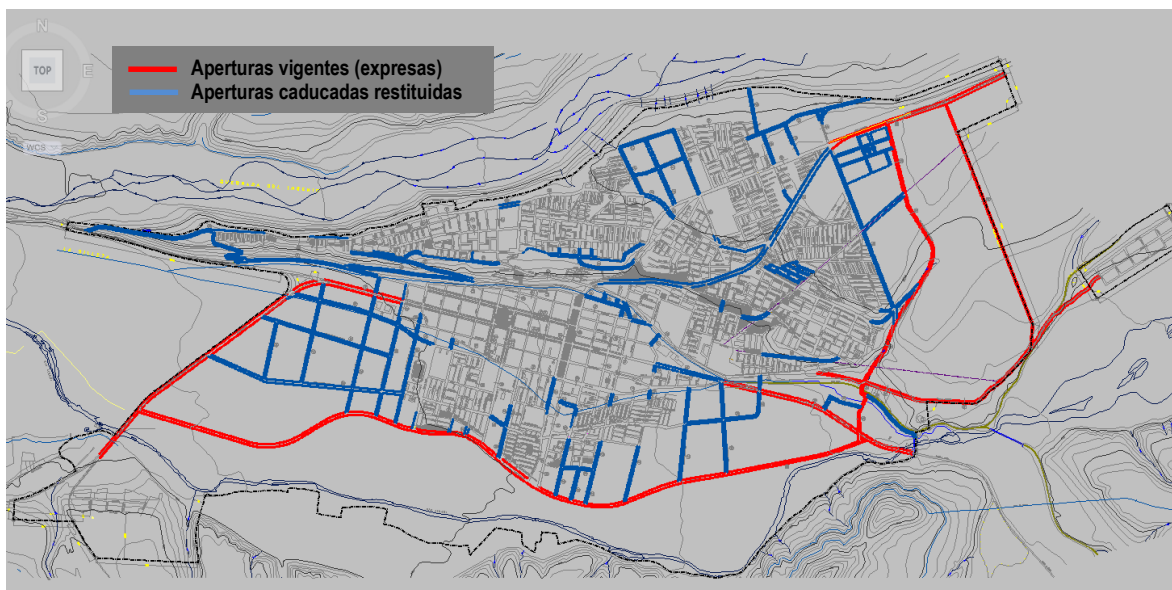 N
TOP
E
S
WCS
Aperturas vigentes (expresas)
Aperturas caducadas restituidas